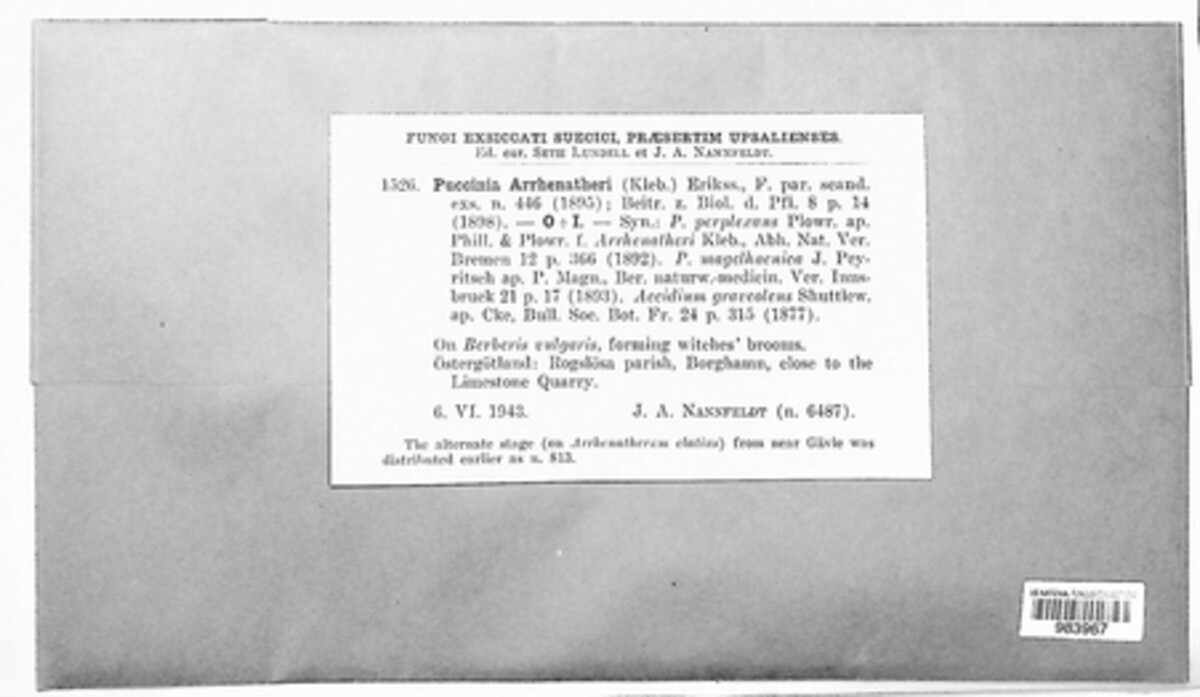 FUNGI EXSICCATI SUECICI, PRÆSERTIM UPSALIENSES.
Ed. cur. SETH LUNDELL et J. A. NANNFELDT.
1526. Puccinia Arrhenatheri (Kleb.) Erikss., F. par. scand.
exs. n. 446 (1895); Beitr. z. Biol. d. Pfl. 8 p. 14
(1898). — O + I. — Syn.: P. perplexans Plowr. ap.
Phill. & Plowr. f. Arrhenatheri Kleb., Abh. Nat. Ver.
Bremen 12 p. 366 (1892). P. magelhaenica J. Pey-
ritsch ap. P. Magn., Ber. naturw.-medicin. Ver. Inns-
bruck 21 p. 17 (1893). Aecidium graveolens Shuttlew.
ap. Cke, Bull. Soc. Bot. Fr. 24 p. 315 (1877).
On Berberis vulgaris, forming witches' brooms.
Östergötland: Rogslösa parish, Borghamn, close to the
Limestone Quarry.
6. VI. 1943. J. A. NANNFELDT (n. 6487).
The alternate stage (on Arrhenatherum elatius) from near Gävle was
distributed earlier as n. 813.
983967